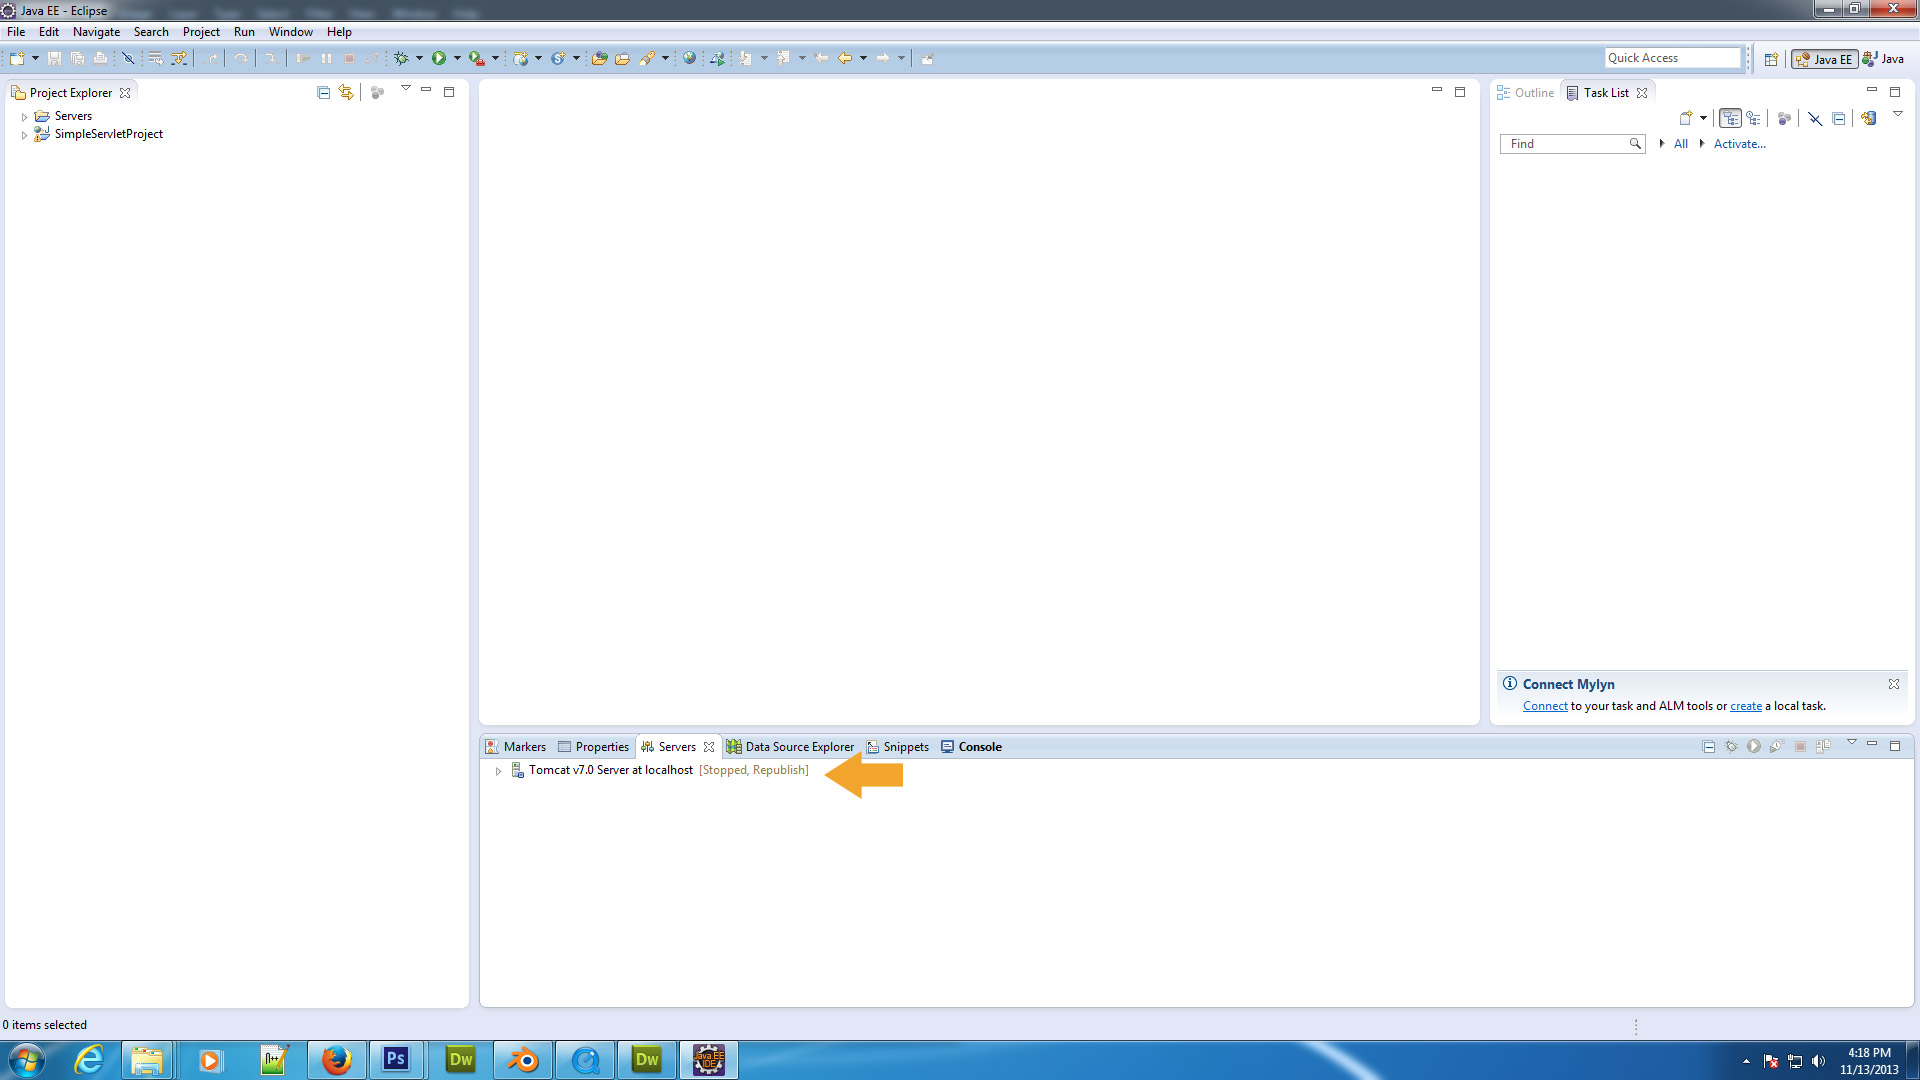 Java EE - Eclipse
File Edit Navigate Search Project Run Window Help
Quick Access
Java EE
Java
Project Explorer
Servers
SimpleServletProject
Outline
Task List
Find
All
Activate...
Connect Mylyn
Connect to your task and ALM tools or create a local task.
Markers Properties Servers Data Source Explorer Snippets Console
Tomcat v7.0 Server at localhost [Stopped, Republish]
0 items selected
n++
Ps
Dw
Dw
Java EE
IDE
4:18 PM
11/13/2013